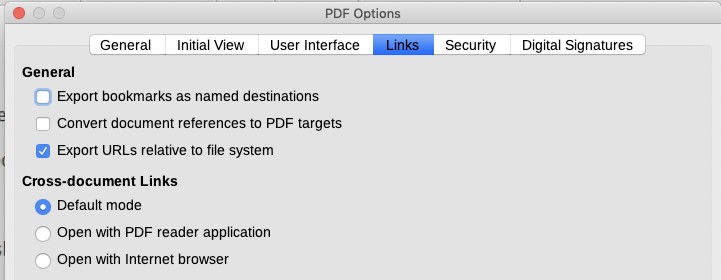 PDF Options
General Initial View User Interface Links Security Digital Signatures
General
Export bookmarks as named destinations
Convert document references to PDF targets
Export URLs relative to file system
Cross-document Links
Default mode
Open with PDF reader application
Open with Internet browser